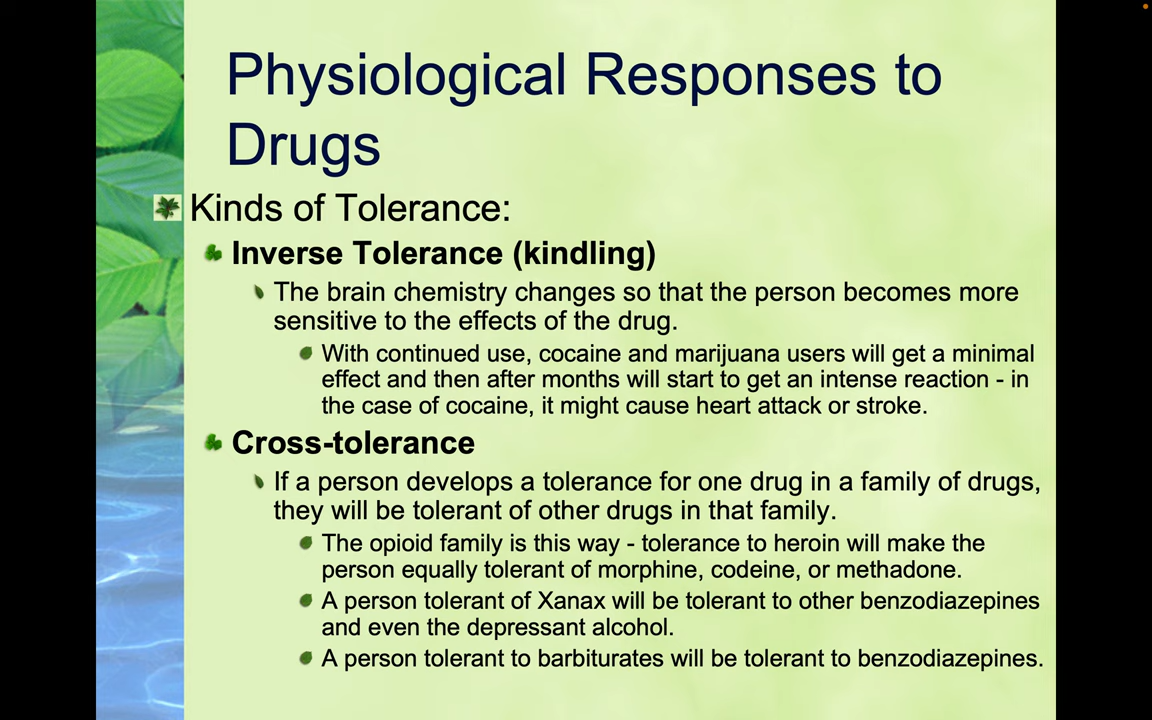 Physiological Responses to
Drugs
Kinds of Tolerance:
Inverse Tolerance (kindling)
The brain chemistry changes so that the person becomes more
sensitive to the effects of the drug.
With continued use, cocaine and marijuana users will get a minimal
effect and then after months will start to get an intense reaction - in
the case of cocaine, it might cause heart attack or stroke.
Cross-tolerance
If a person develops a tolerance for one drug in a family of drugs,
they will be tolerant of other drugs in that family.
The opioid family is this way - tolerance to heroin will make the
person equally tolerant of morphine, codeine, or methadone.
A person tolerant of Xanax will be tolerant to other benzodiazepines
and even the depressant alcohol.
A person tolerant to barbiturates will be tolerant to benzodiazepines.